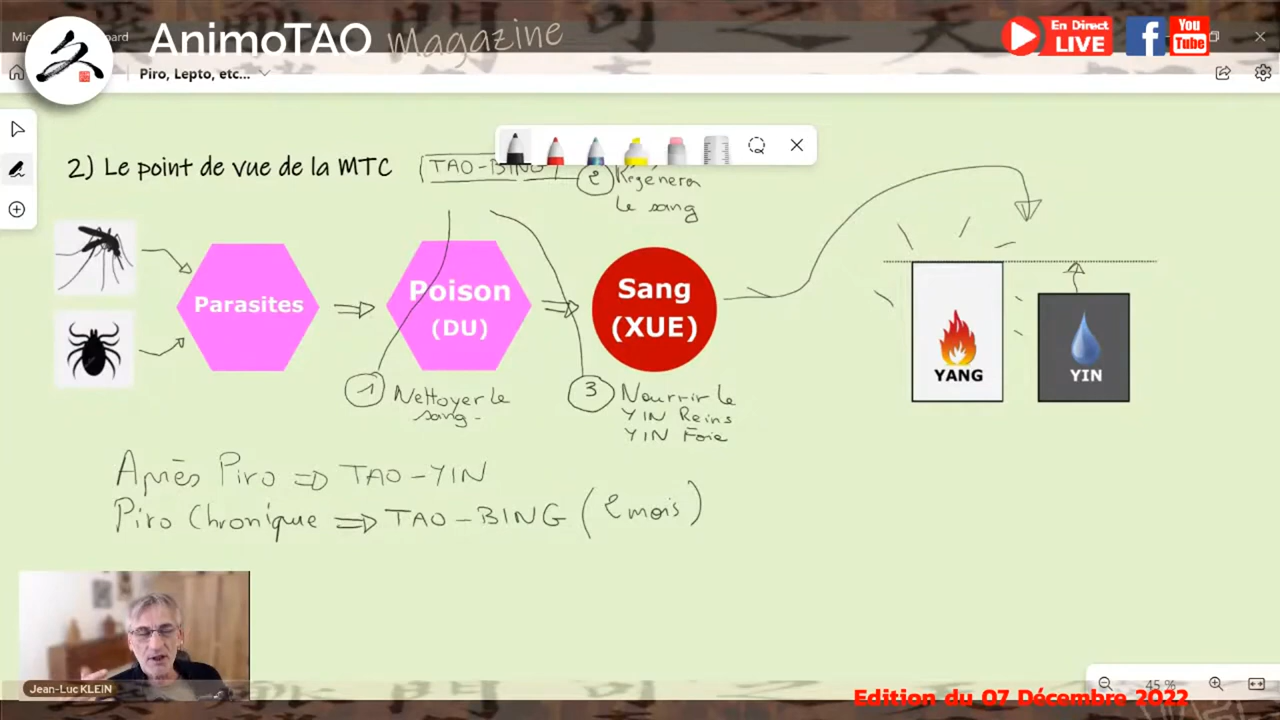 AnimoTAO Magazine
En Direct
LIVE
You
Tube
Piro, Lepto, etc...
2) Le point de vue de la MTC
TAO-BING
2 Régénérer
le sang
Parasites
Poison
(DU)
Sang
(XUE)
YANG
YIN
1 Nettoyer le
sang
3 Nourrir le
YIN Reins
YIN Foie
Après Piro ⇒ TAO-YIN
Piro Chronique ⇒ TAO-BING (2 mois)
Jean-Luc KLEIN
45 %
Edition du 07 Décembre 2022